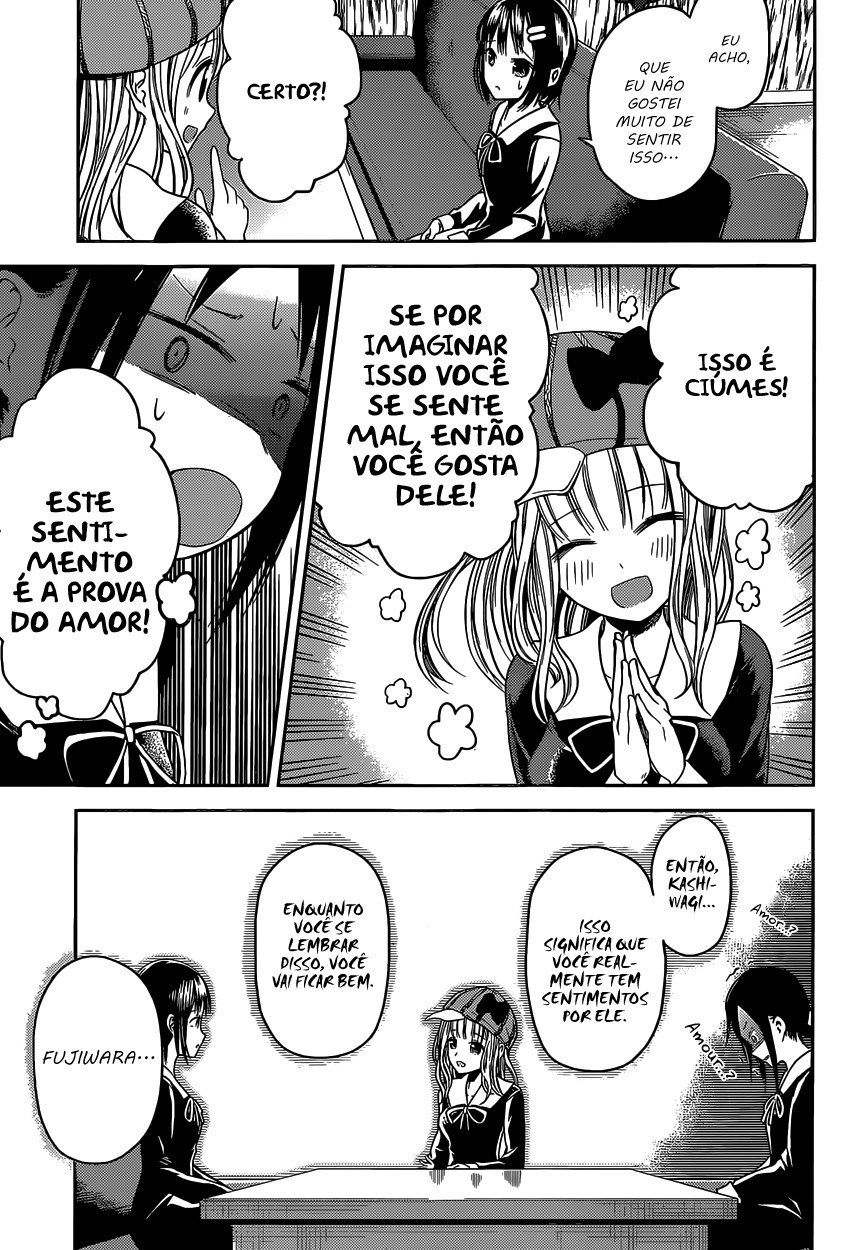 EU
ACHO,
QUE
EU NÃO
GOSTEI
MUITO DE
SENTIR
ISSO...
CERTO?!
ISSO É
CIÚMES!
SE POR
IMAGINAR
ISSO VOCÊ
SE SENTE
MAL, ENTÃO
VOCÊ GOSTA
DELE!
ESTE
SENTI-
MENTO
É A PROVA
DO AMOR!
ENTÃO,
KASHI-
WAGI...
Amor..?
ISSO
SIGNIFICA QUE
VOCÊ REAL-
MENTE TEM
SENTIMENTOS
POR ELE.
Amour...?
ENQUANTO
VOCÊ SE
LEMBRAR
DISSO, VOCÊ
VAI FICAR BEM.
FUJIWARA...